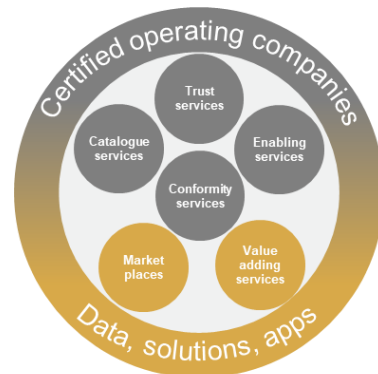 Certified operating companies
Trust
services
Catalogue
services
Enabling
services
Conformity
services
Market
places
Value
adding
services
Data, solutions, apps